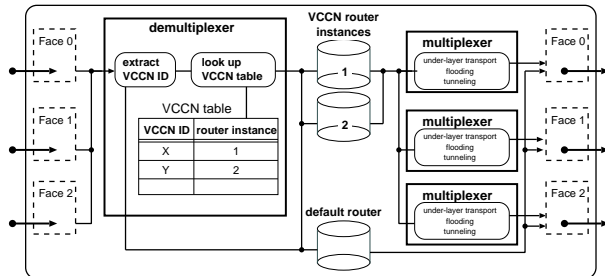 demultiplexer
VCCN router
instances
Face 0
Face 1
Face 2
extract
VCCN ID
look up
VCCN table
VCCN table
VCCN ID router instance
X 1
Y 2
1
2
default router
multiplexer
under-layer transport
flooding
tunneling
multiplexer
under-layer transport
flooding
tunneling
multiplexer
under-layer transport
flooding
tunneling
Face 0
Face 1
Face 2